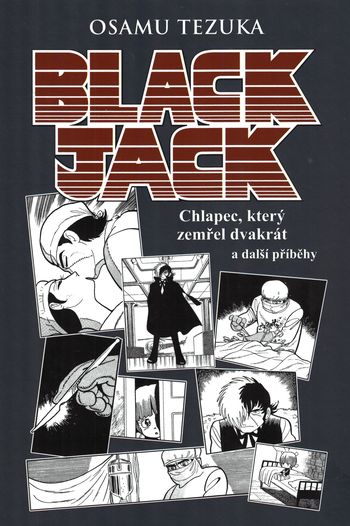 OSAMU TEZUKA
BLACK
JACK
Chlapec, který
zemřel dvakrát
a další příběhy